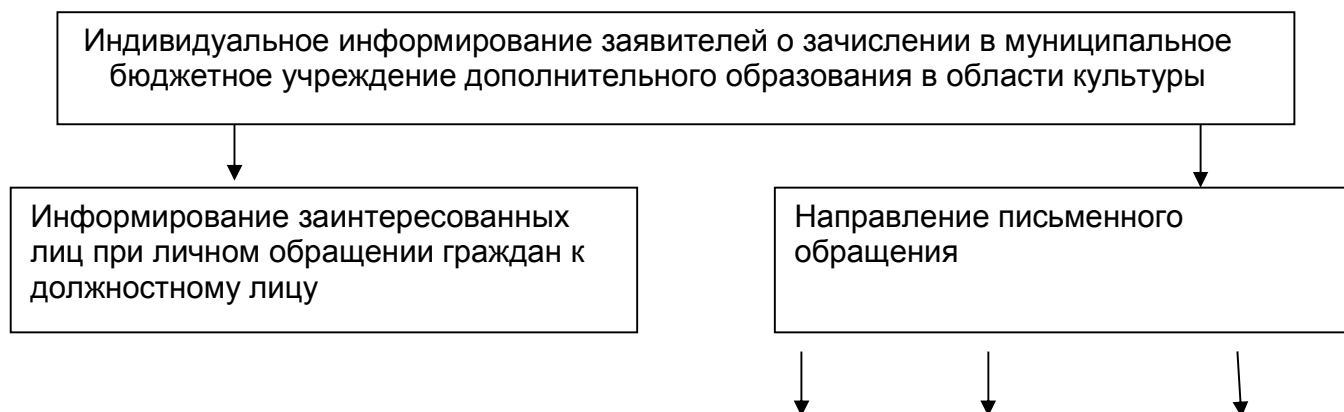 Индивидуальное информирование заявителей о зачислении в муниципальное
бюджетное учреждение дополнительного образования в области культуры
Информирование заинтересованных
лиц при личном обращении граждан к
должностному лицу
Направление письменного
обращения